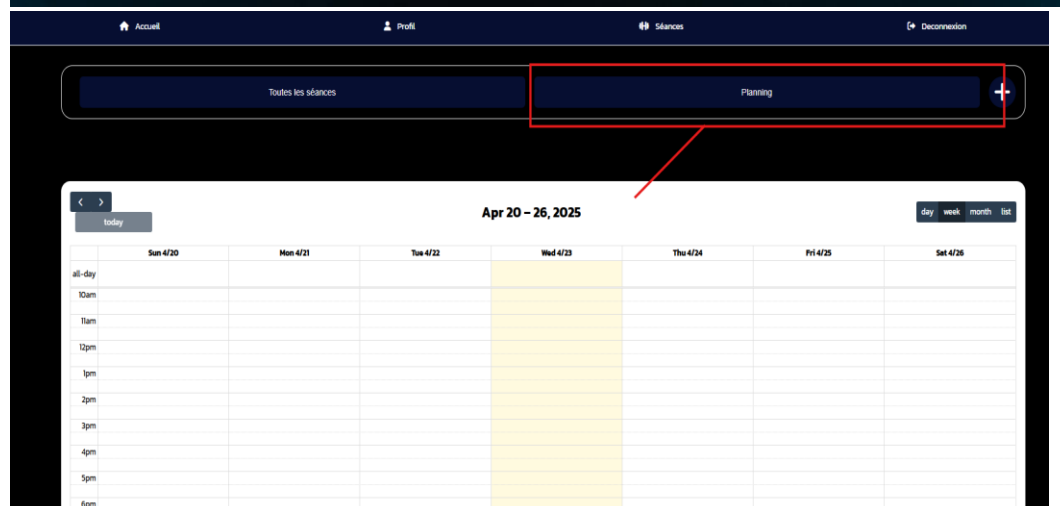 Accueil Profil Séances Deconnexion
Toutes les séances Planning
today
Apr 20 – 26, 2025
day week month list
Sun 4/20 Mon 4/21 Tue 4/22 Wed 4/23 Thu 4/24 Fri 4/25 Sat 4/26
all-day
10am
11am
12pm
1pm
2pm
3pm
4pm
5pm
6pm